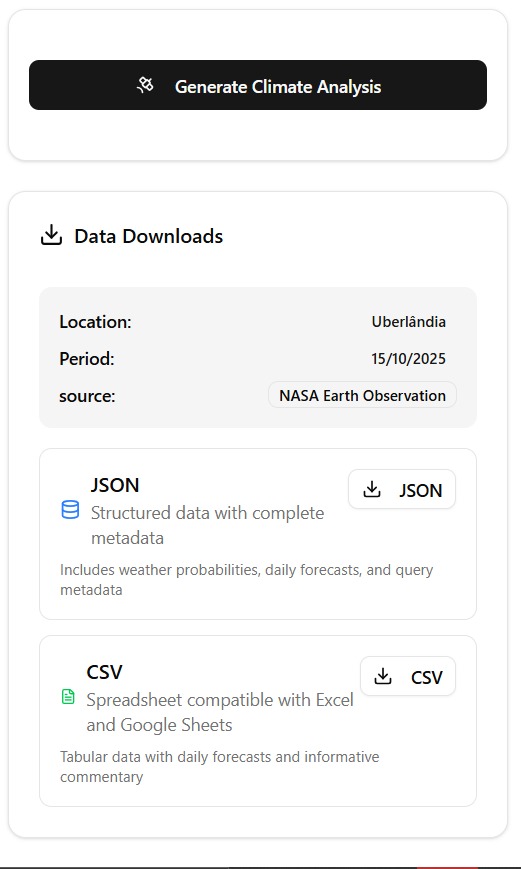 Generate Climate Analysis
Data Downloads
Location: Uberlândia
Period: 15/10/2025
source: NASA Earth Observation
JSON
Structured data with complete
metadata
JSON
Includes weather probabilities, daily forecasts, and query
metadata
CSV
Spreadsheet compatible with Excel
and Google Sheets
CSV
Tabular data with daily forecasts and informative
commentary